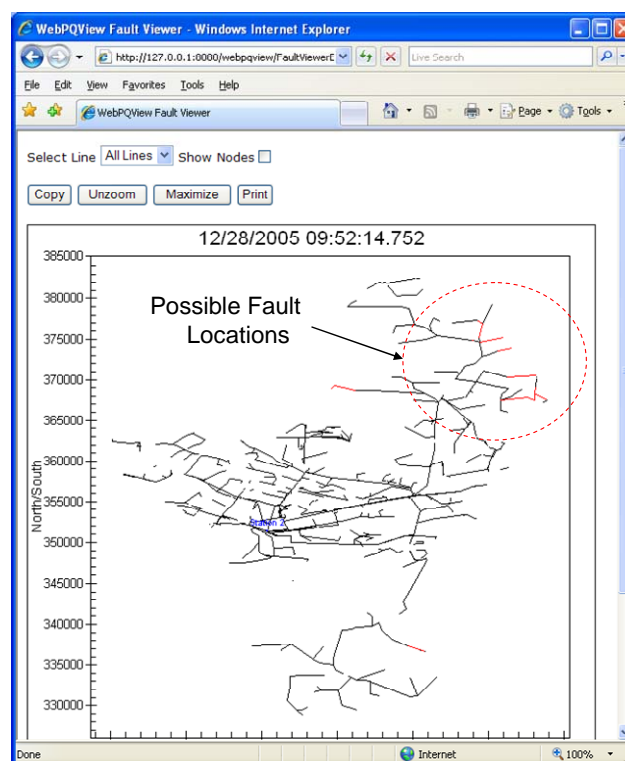 WebPQView Fault Viewer - Windows Internet Explorer
http://127.0.0.1:0000/webpqview/FaultViewerE
Live Search
File Edit View Favorites Tools Help
WebPQView Fault Viewer
Page
Tools
Select Line All Lines Show Nodes
Copy Unzoom Maximize Print
12/28/2005 09:52:14.752
385000
380000
Possible Fault
Locations
375000
370000
365000
360000
355000
350000
345000
340000
335000
330000
North/South
Station 2
Done
Internet
100%